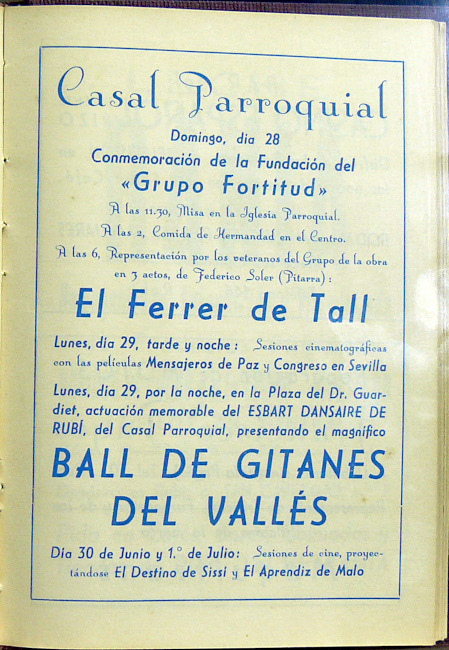 Casal Parroquial
Domingo, dia 28
Conmemoración de la Fundación del
«Grupo Fortitud»
A las 11.30, Misa en la Iglesia Parroquial.
A las 2, Comida de Hermandad en el Centro.
A las 6, Representación por los veteranos del Grupo de la obra
en 3 actos, de Federico Soler (Pitarra):
El Ferrer de Tall
Lunes, día 29, tarde y noche: Sesiones cinematográficas
con las películas Mensajeros de Paz y Congreso en Sevilla
Lunes, día 29, por la noche, en la Plaza del Dr. Guar-
diet, actuación memorable del ESBART DANSAIRE DE
RUBÍ, del Casal Parroquial, presentando el magnífico
BALL DE GITANES
DEL VALLÉS
Día 30 de Junio y 1.º de Julio: Sesiones de cine, proyec-
tándose El Destino de Sissi y El Aprendiz de Malo